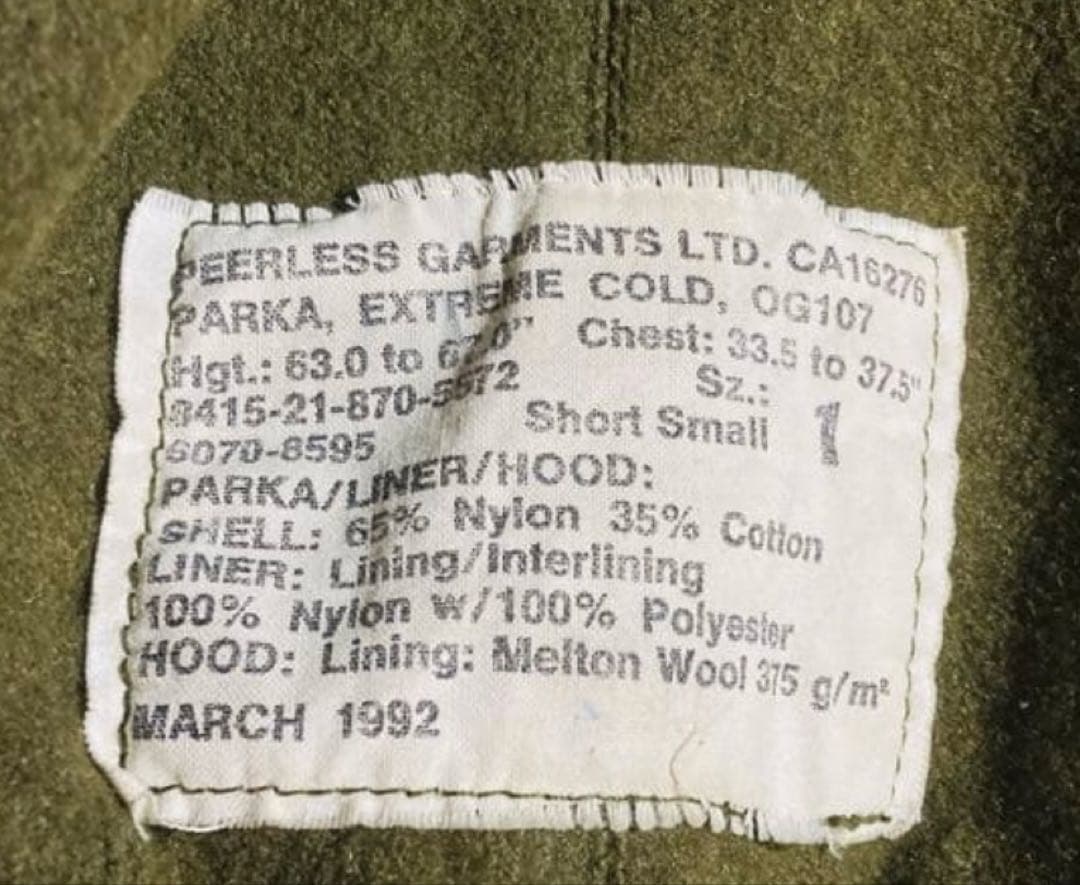 PEERLESS GARMENTS LTD. CA16276
PARKA, EXTREME COLD, OG107
Hgt.: 63.0 to 67.0" Chest: 33.5 to 37.5"
8415-21-870-5572 Sz.:
6070-8595 Short Small 1
PARKA/LINER/HOOD:
SHELL: 65% Nylon 35% Cotton
LINER: Lining/Interlining
100% Nylon w/100% Polyester
HOOD: Lining: Melton Wool 375 g/m²
MARCH 1992